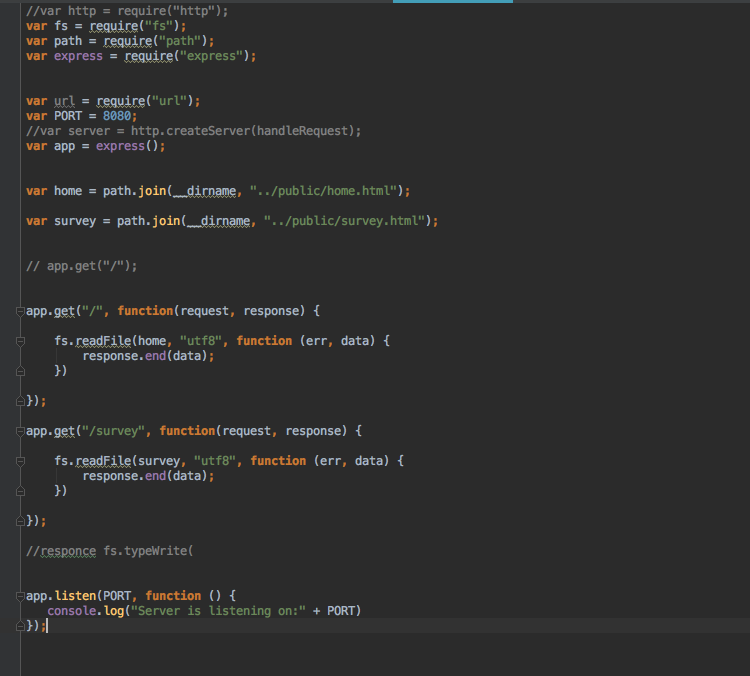 //var http = require("http");
var fs = require("fs");
var path = require("path");
var express = require("express");
var url = require("url");
var PORT = 8080;
//var server = http.createServer(handleRequest);
var app = express();
var home = path.join(__dirname, "../public/home.html");
var survey = path.join(__dirname, "../public/survey.html");
// app.get("/");
app.get("/", function(request, response) {
    fs.readFile(home, "utf8", function (err, data) {
        response.end(data);
    })
});
app.get("/survey", function(request, response) {
    fs.readFile(survey, "utf8", function (err, data) {
        response.end(data);
    })
});
//responce fs.typeWrite(
app.listen(PORT, function () {
   console.log("Server is listening on:" + PORT)
});